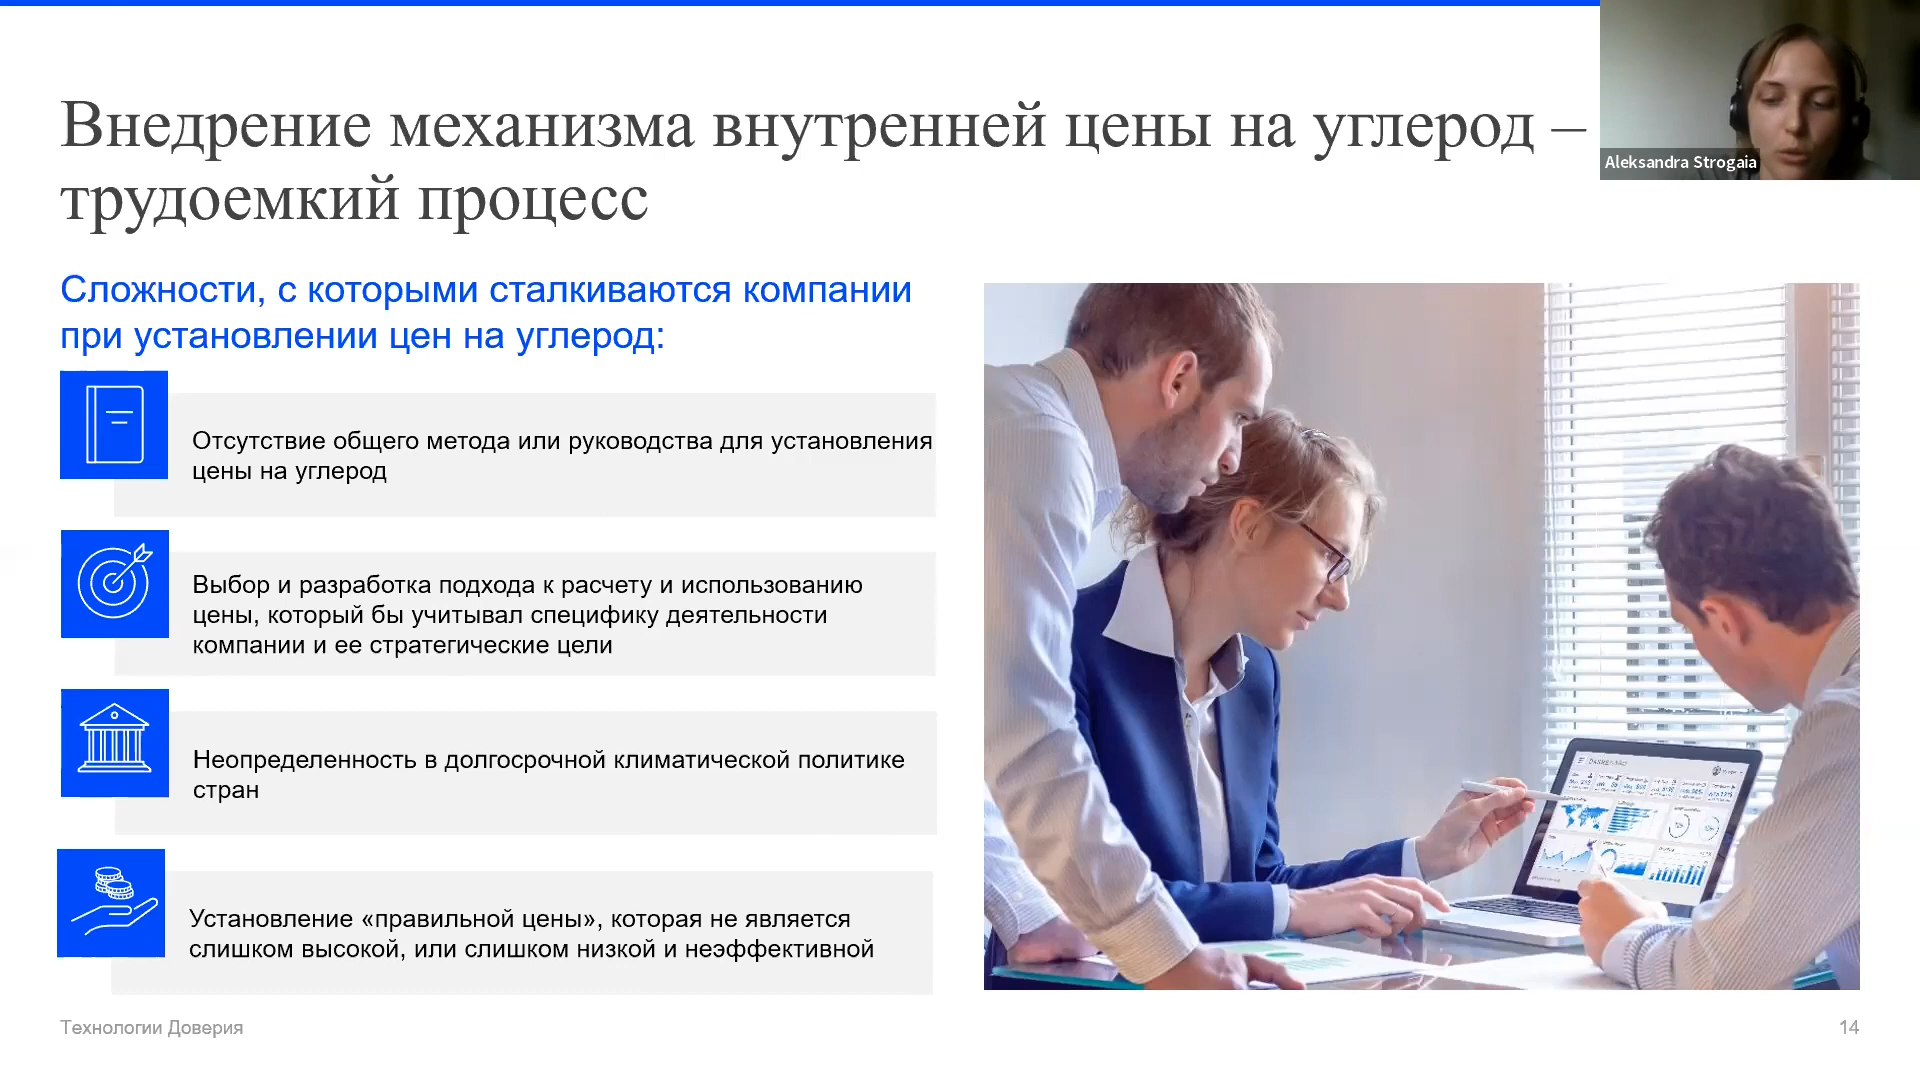 Внедрение механизма внутренней цены на углерод –
трудоемкий процесс
Aleksandra Strogaia
Сложности, с которыми сталкиваются компании
при установлении цен на углерод:
Отсутствие общего метода или руководства для установления
цены на углерод
Выбор и разработка подхода к расчету и использованию
цены, который бы учитывал специфику деятельности
компании и ее стратегические цели
Неопределенность в долгосрочной климатической политике
стран
Установление «правильной цены», которая не является
слишком высокой, или слишком низкой и неэффективной
Технологии Доверия
14